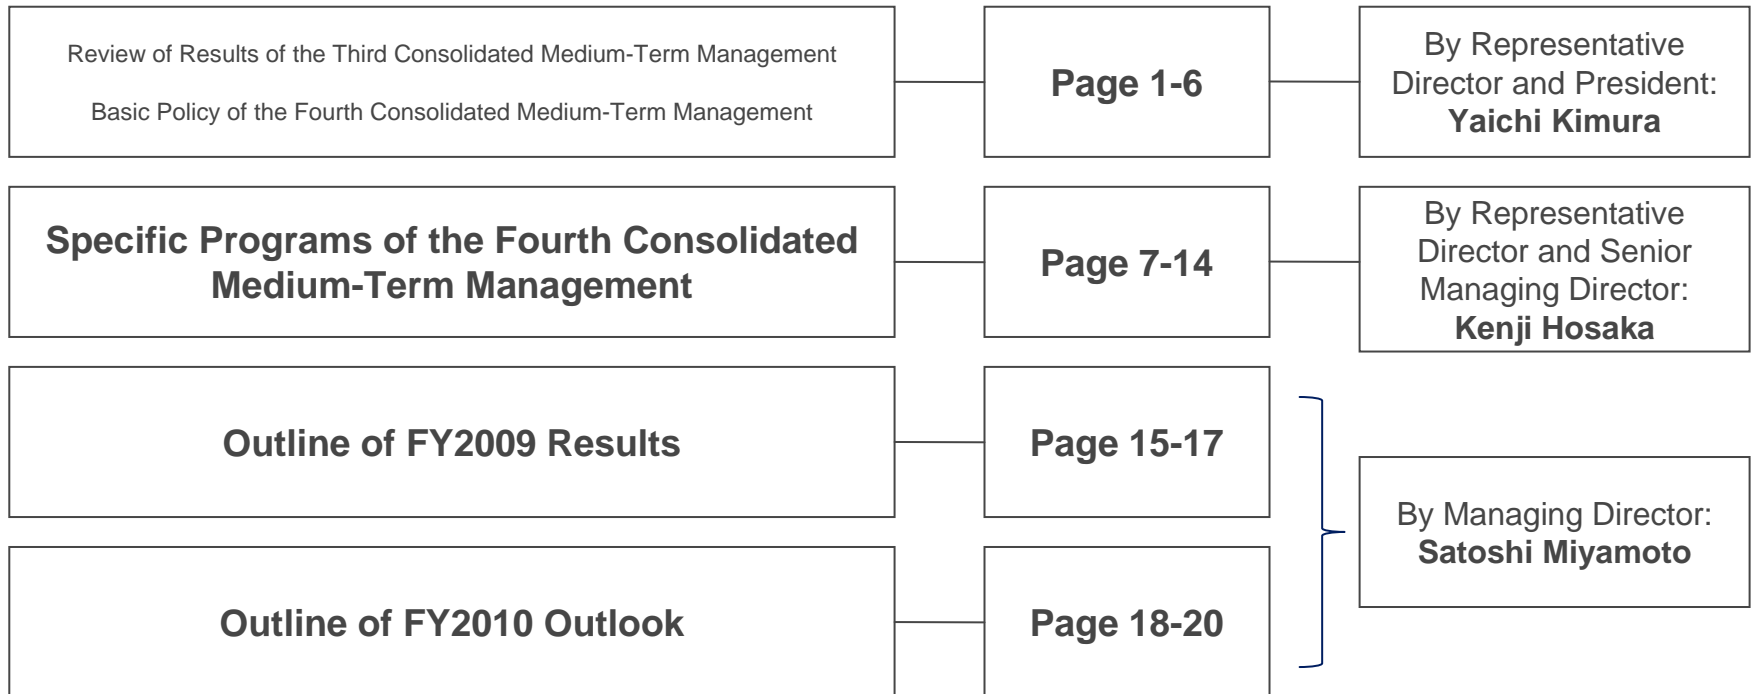 Review of Results of the Third Consolidated Medium-Term Management
Basic Policy of the Fourth Consolidated Medium-Term Management
Page 1-6
By Representative
Director and President:
Yaichi Kimura
Specific Programs of the Fourth Consolidated
Medium-Term Management
Page 7-14
By Representative
Director and Senior
Managing Director:
Kenji Hosaka
Outline of FY2009 Results
Page 15-17
Outline of FY2010 Outlook
Page 18-20
By Managing Director:
Satoshi Miyamoto